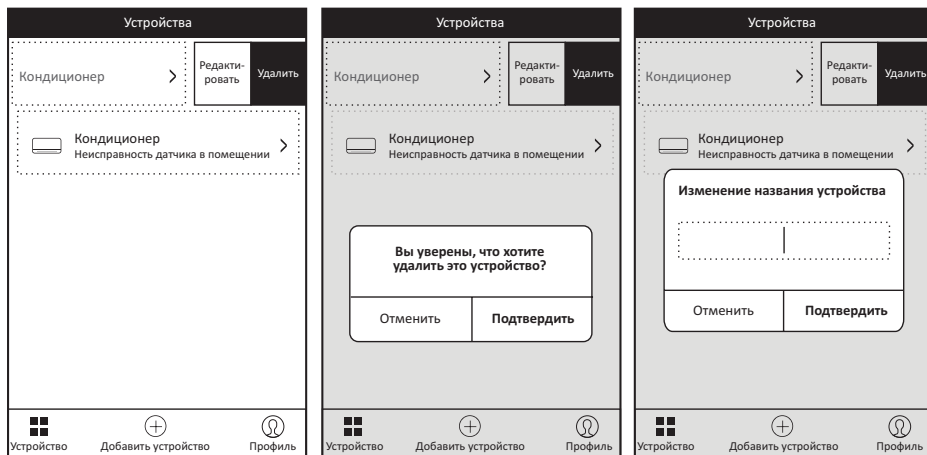 Устройства
Кондиционер
Редакти-
ровать
Удалить
Кондиционер
Неисправность датчика в помещении
Устройство
Добавить устройство
Профиль
Устройства
Кондиционер
Редакти-
ровать
Удалить
Кондиционер
Неисправность датчика в помещении
Вы уверены, что хотите
удалить это устройство?
Отменить
Подтвердить
Устройство
Добавить устройство
Профиль
Устройства
Кондиционер
Редакти-
ровать
Удалить
Кондиционер
Неисправность датчика в помещении
Изменение названия устройства
Отменить
Подтвердить
Устройство
Добавить устройство
Профиль